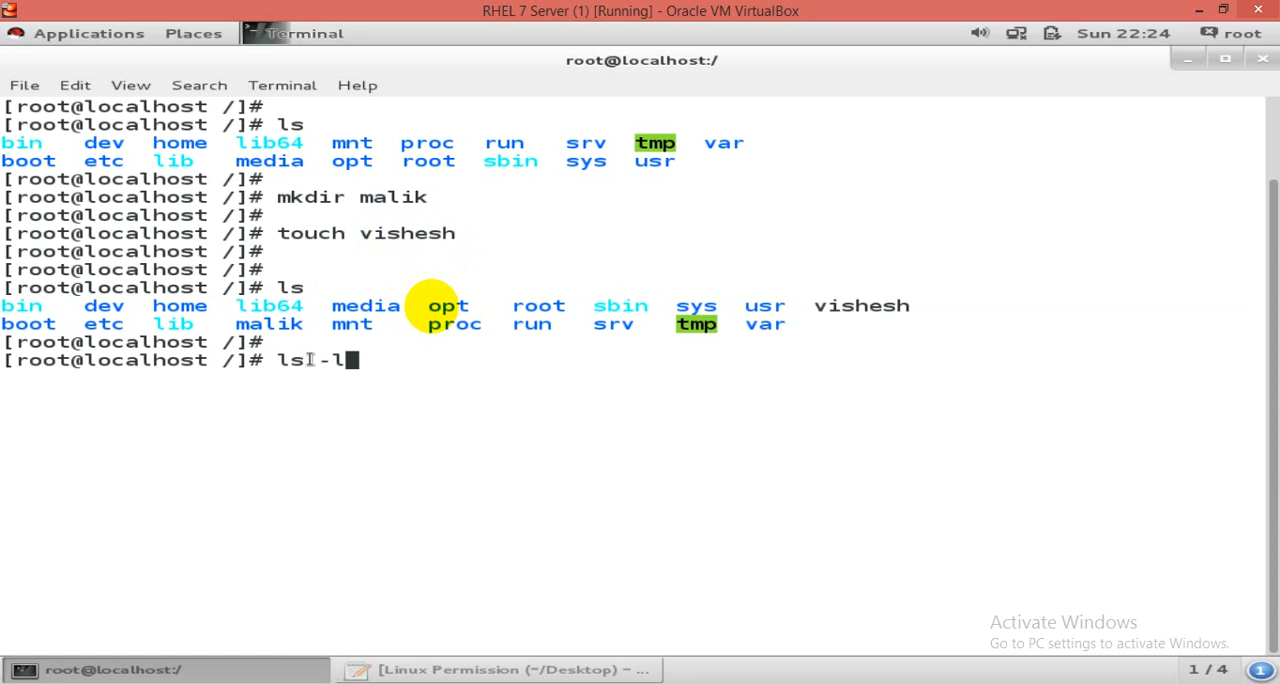 RHEL 7 Server (1) [Running] - Oracle VM VirtualBox
Applications Places Terminal Sun 22:24 root
root@localhost:/
File Edit View Search Terminal Help
[root@localhost /]#
[root@localhost /]# ls
bin dev home lib64 mnt proc run srv tmp var
boot etc lib media opt root sbin sys usr
[root@localhost /]#
[root@localhost /]# mkdir malik
[root@localhost /]#
[root@localhost /]# touch vishesh
[root@localhost /]#
[root@localhost /]#
[root@localhost /]# ls
bin dev home lib64 media opt root sbin sys usr vishesh
boot etc lib malik mnt proc run srv tmp var
[root@localhost /]#
[root@localhost /]# ls -l
Activate Windows
Go to PC settings to activate Windows.
root@localhost:/ [Linux Permission (~/Desktop) - ... 1 / 4 1